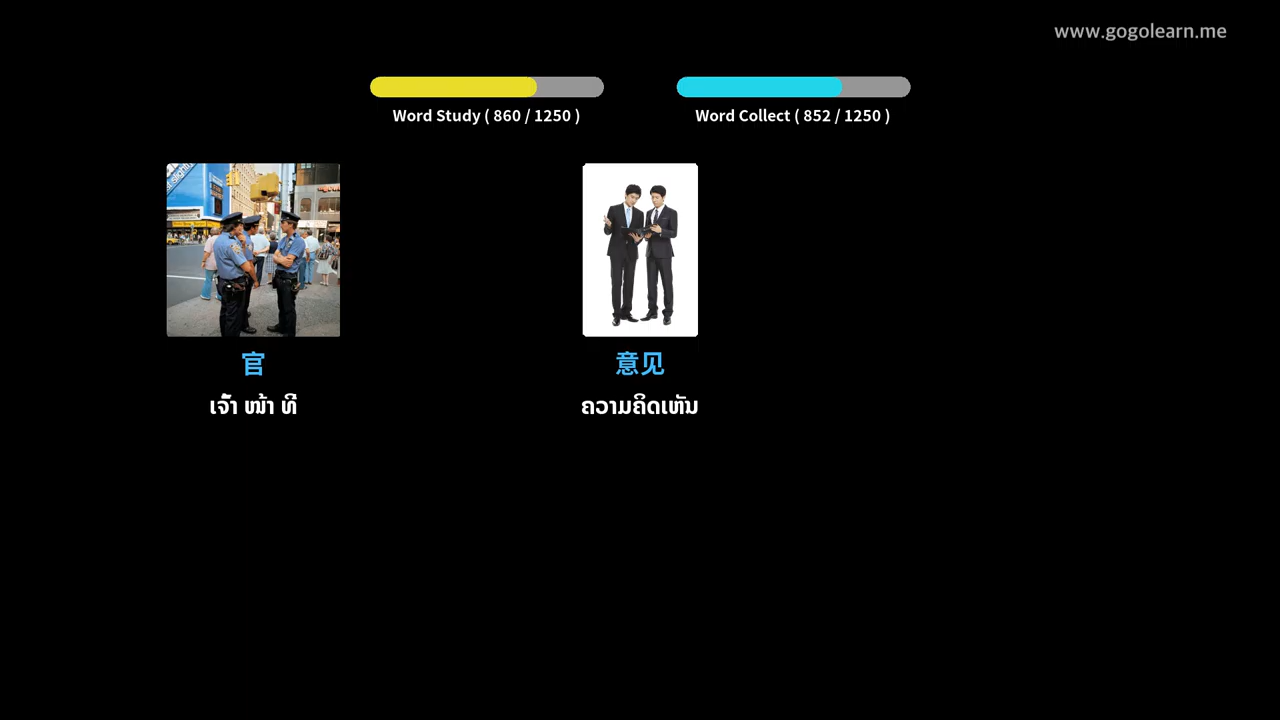 www.gogolearn.me
Word Study ( 860 / 1250 )
Word Collect ( 852 / 1250 )
官
ເຈົ້າ ໜ້າ ທີ່
意见
ຄວາມຄິດເຫັນ